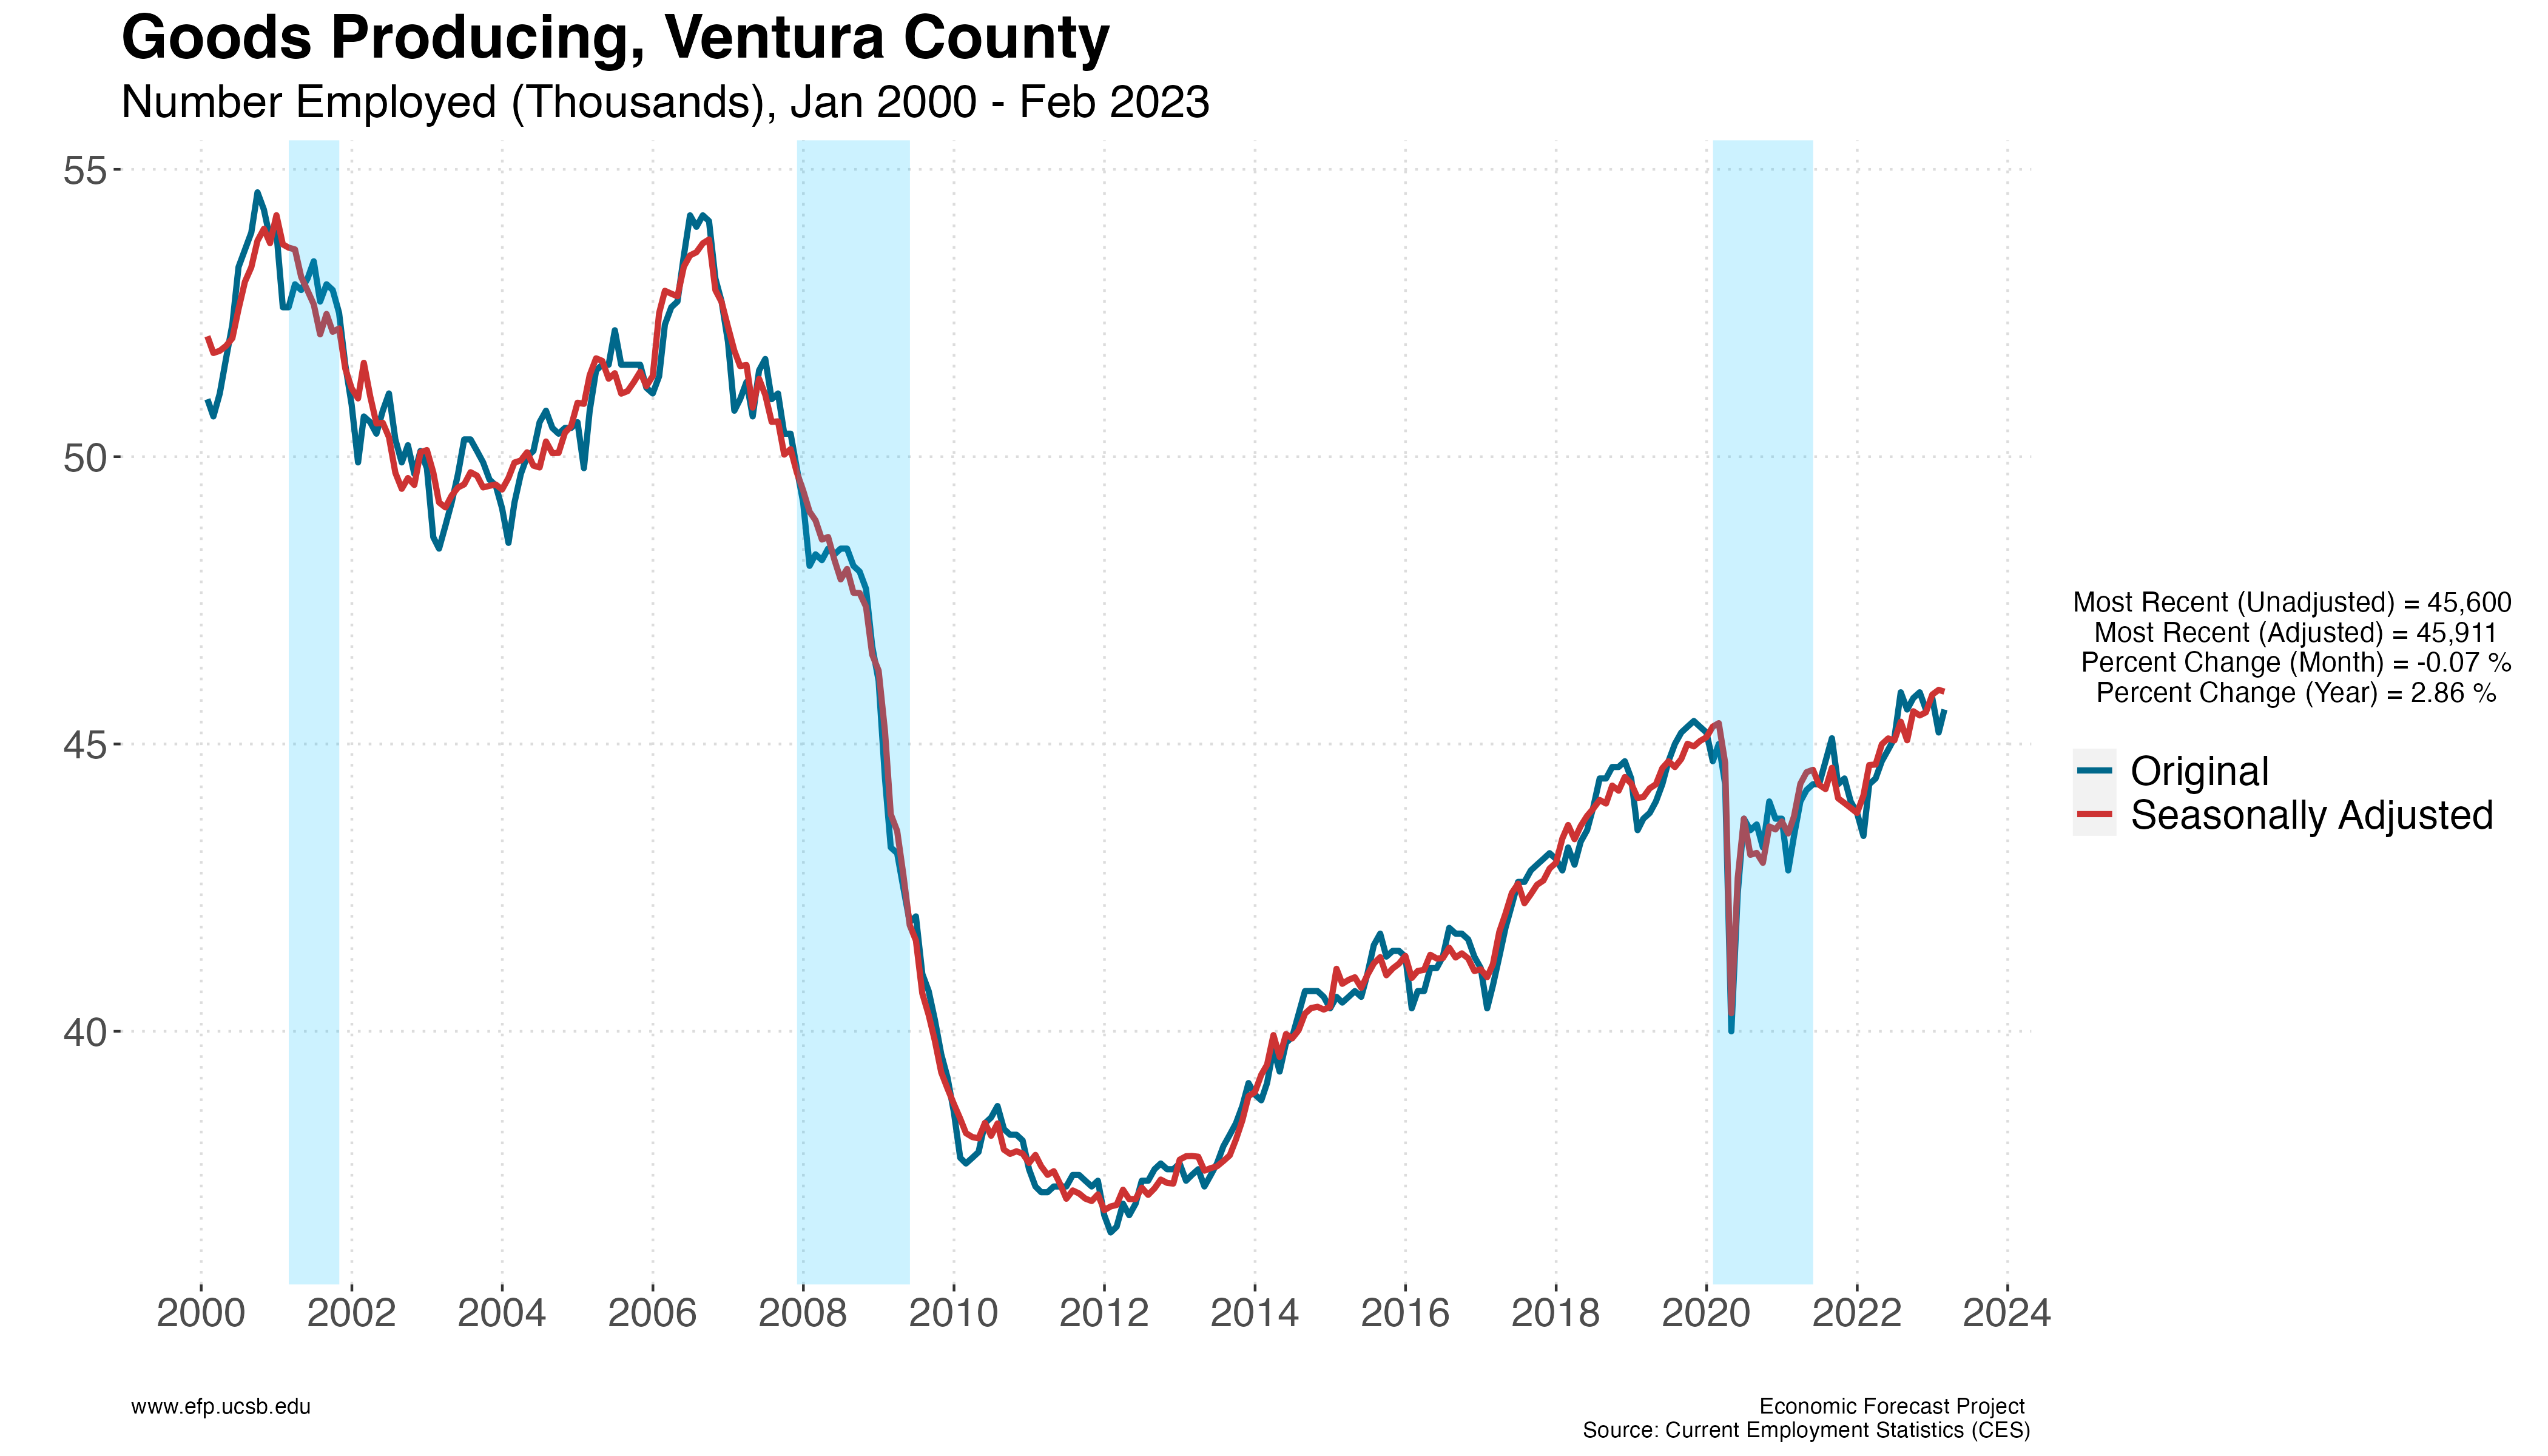 Goods Producing, Ventura County
Number Employed (Thousands), Jan 2000 - Feb 2023
55
50
45
40
2000 2002 2004 2006 2008 2010 2012 2014 2016 2018 2020 2022 2024
Most Recent (Unadjusted) = 45,600
Most Recent (Adjusted) = 45,911
Percent Change (Month) = -0.07 %
Percent Change (Year) = 2.86 %
Original
Seasonally Adjusted
www.efp.ucsb.edu
Economic Forecast Project
Source: Current Employment Statistics (CES)